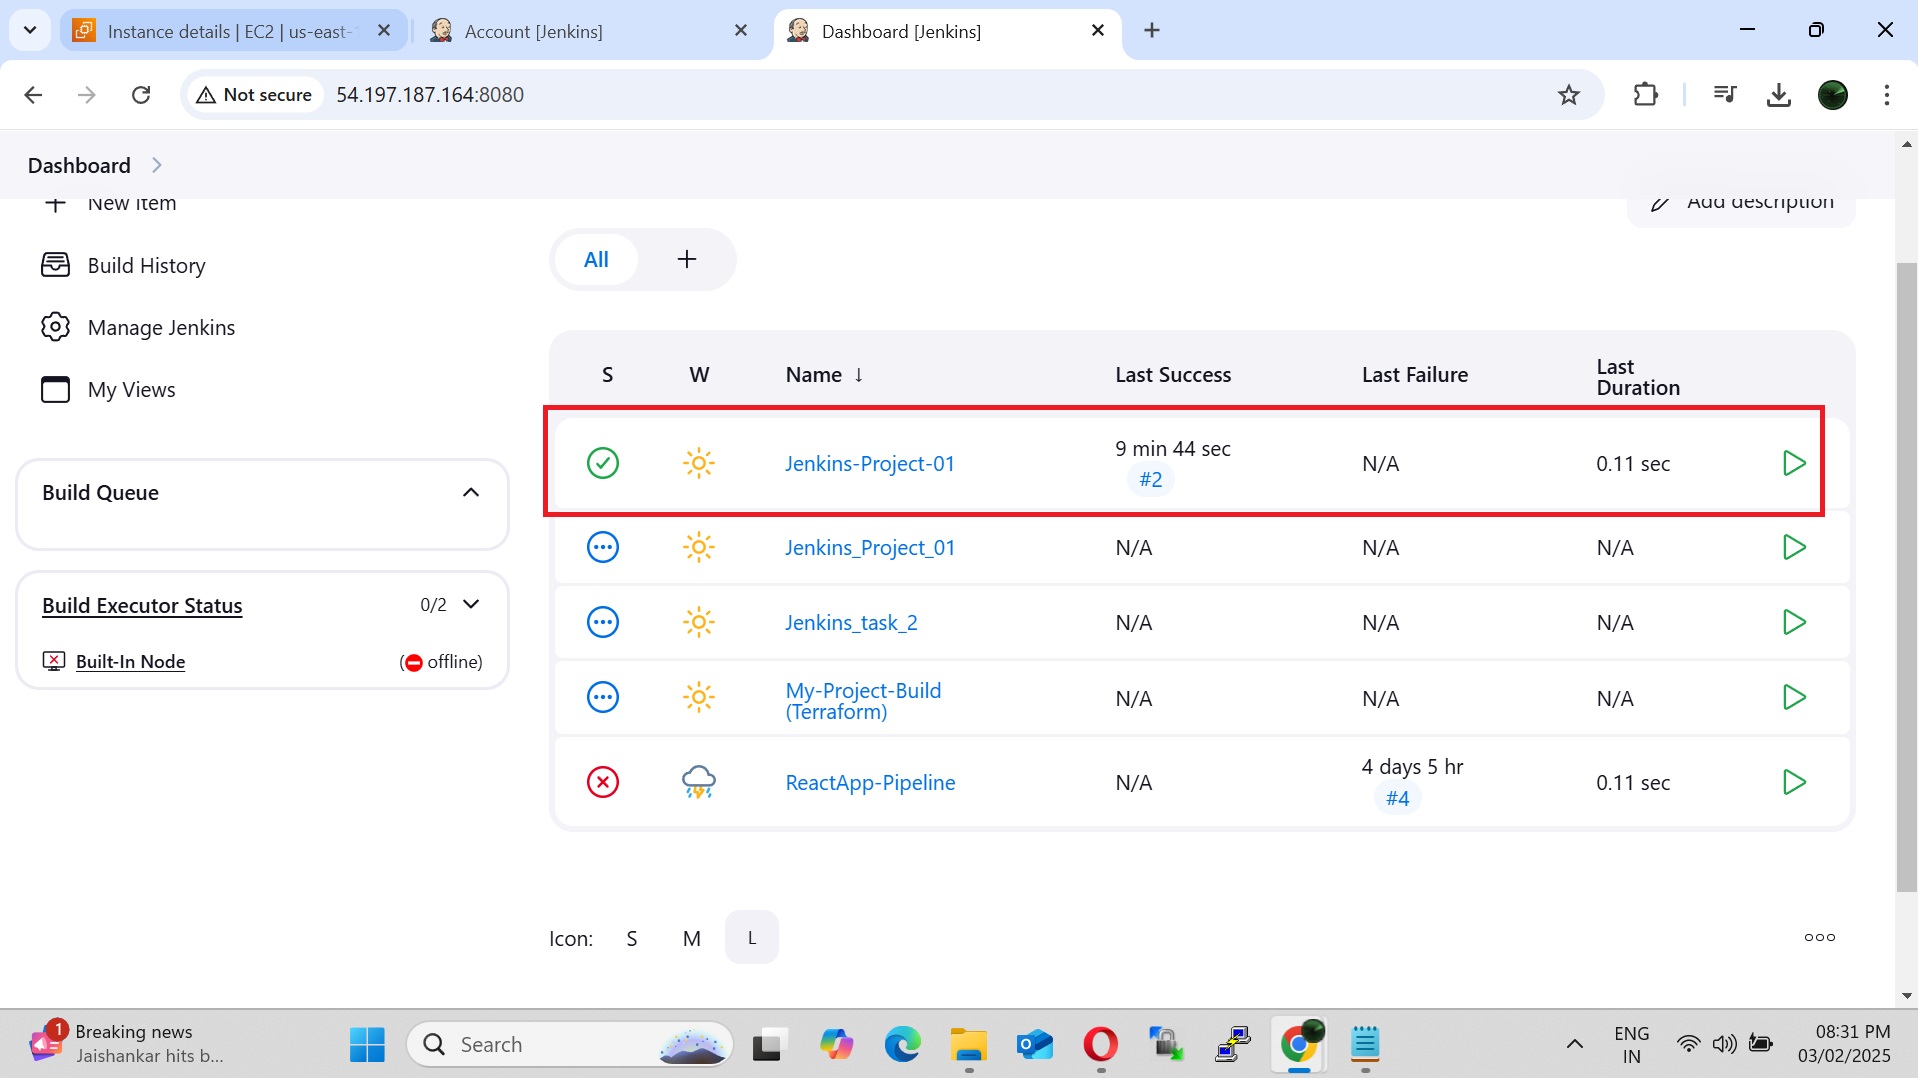 Instance details | EC2 | us-east-
Account [Jenkins]
Dashboard [Jenkins]
Not secure
54.197.187.164:8080
Dashboard
New Item
Add description
Build History
All
Manage Jenkins
My Views
S W Name ↓ Last Success Last Failure Last Duration
Jenkins-Project-01 9 min 44 sec #2 N/A 0.11 sec
Jenkins_Project_01 N/A N/A N/A
Jenkins_task_2 N/A N/A N/A
My-Project-Build (Terraform) N/A N/A N/A
ReactApp-Pipeline N/A 4 days 5 hr #4 0.11 sec
Build Queue
Build Executor Status 0/2
Built-In Node (offline)
Icon: S M L
1
Breaking news
Jaishankar hits b...
Search
ENG
IN
08:31 PM
03/02/2025